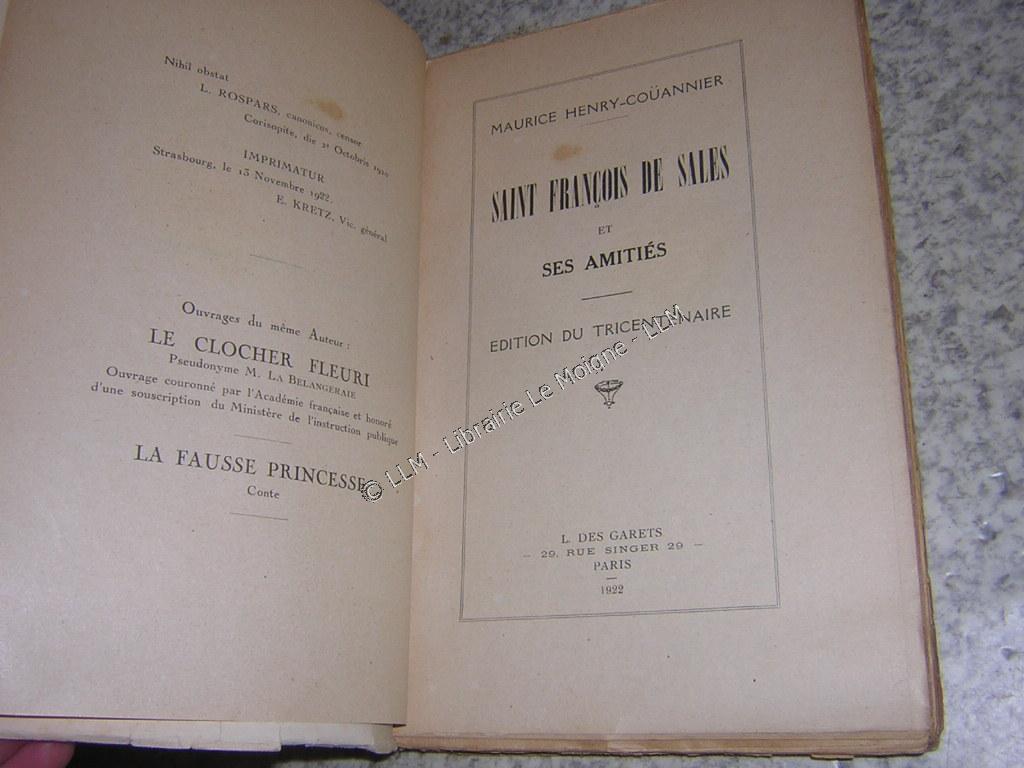 Nihil obstat
L. ROSPARS, canonicus, censor
Corisopite, die 21 Octobris 1920
IMPRIMATUR
Strasbourg, le 13 Novembre 1922.
E. KRETZ, Vic. général
Ouvrages du même Auteur :
LE CLOCHER FLEURI
Pseudonyme M. LA BELANGERAIE
Ouvrage couronné par l'Académie française et honoré
d'une souscription du Ministère de l'instruction publique
LA FAUSSE PRINCESSE
Conte
MAURICE HENRY-COÜANNIER
SAINT FRANÇOIS DE SALES
ET
SES AMITIÉS
EDITION DU TRICENTENAIRE
L. DES GARETS
— 29, RUE SINGER 29 —
PARIS
1922
© LLM - Librairie Le Moigne - LLM